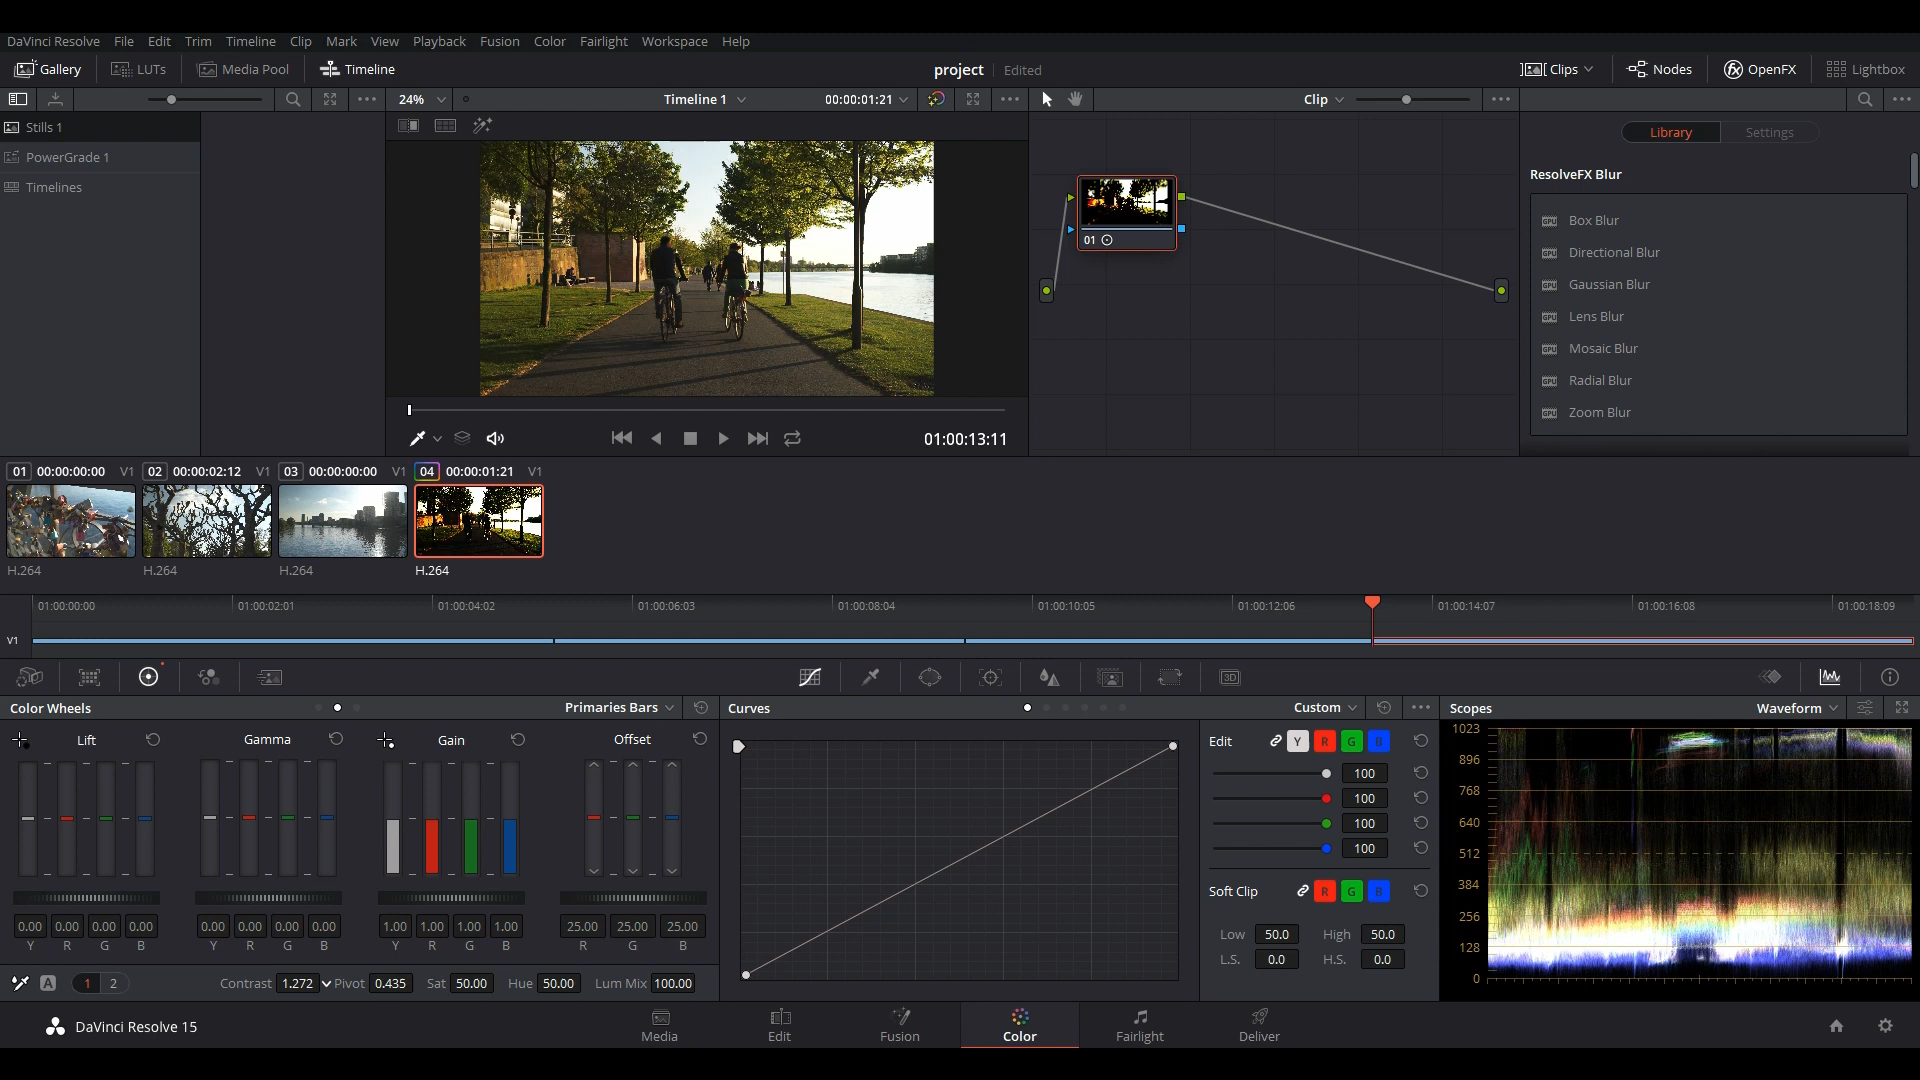 DaVinci Resolve File Edit Trim Timeline Clip Mark View Playback Fusion Color Fairlight Workspace Help
Gallery LUTs Media Pool Timeline project Edited Clips Nodes OpenFX Lightbox
24% Timeline 1 00:00:01:21 Clip
Stills 1
PowerGrade 1
Timelines
01
Library Settings
ResolveFX Blur
GPU Box Blur
GPU Directional Blur
GPU Gaussian Blur
GPU Lens Blur
GPU Mosaic Blur
GPU Radial Blur
GPU Zoom Blur
01:00:13:11
01 00:00:00:00 V1 02 00:00:02:12 V1 03 00:00:00:00 V1 04 00:00:01:21 V1
H.264 H.264 H.264 H.264
01:00:00:00 01:00:02:01 01:00:04:02 01:00:06:03 01:00:08:04 01:00:10:05 01:00:12:06 01:00:14:07 01:00:16:08 01:00:18:09
V1
3D
Color Wheels Primaries Bars Curves Custom Scopes Waveform
Lift Gamma Gain Offset
0.00 0.00 0.00 0.00 0.00 0.00 0.00 0.00 1.00 1.00 1.00 1.00 25.00 25.00 25.00
Y R G B Y R G B Y R G B R G B
A 1 2 Contrast 1.272 Pivot 0.435 Sat 50.00 Hue 50.00 Lum Mix 100.00
Edit Y R G B
100
100
100
100
Soft Clip R G B
Low 50.0 High 50.0
L.S. 0.0 H.S. 0.0
1023
896
768
640
512
384
256
128
0
DaVinci Resolve 15 Media Edit Fusion Color Fairlight Deliver